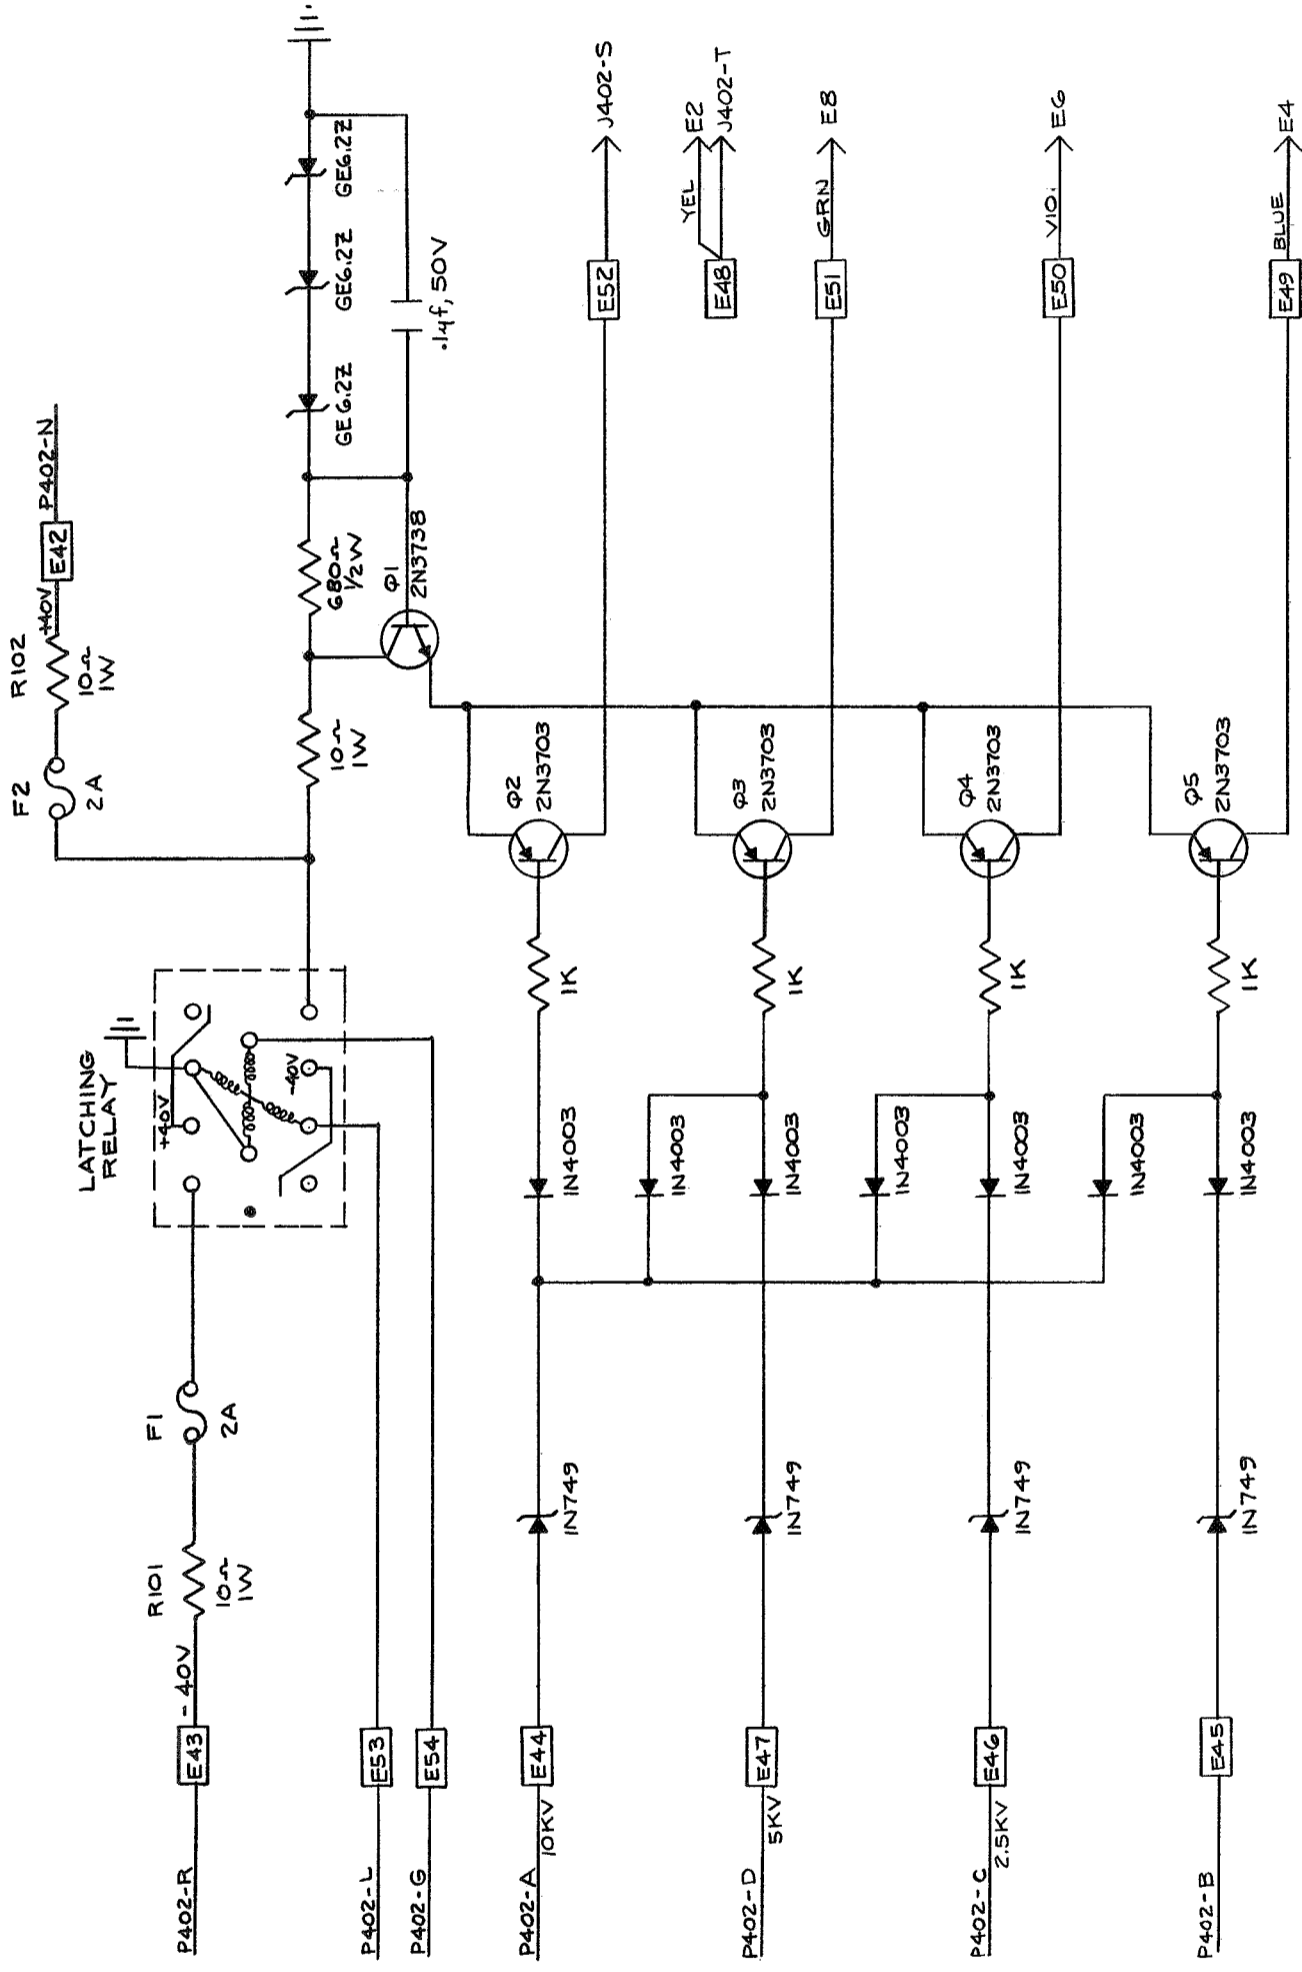 F2
2A
R102
10Ω
1W
+40V
E42
P402-N
LATCHING
RELAY
+40V
-40V
10Ω
1W
680Ω
1/2W
Q1
2N3738
GE6.2Z
GE6.2Z
GE6.2Z
.1μf, 50V
P402-R
E43
-40V
R101
10Ω
1W
F1
2A
P402-L
E53
P402-G
E54
P402-A
E44
10KV
1N749
1N4003
1K
Q2
2N3703
E52
J402-S
E48
YEL
E2
J402-T
P402-D
E47
5KV
1N749
1N4003
1N4003
1K
Q3
2N3703
E51
GRN
E8
P402-C
E46
2.5KV
1N749
1N4003
1N4003
1K
Q4
2N3703
E50
VIO.
E6
P402-B
E45
1N749
1N4003
1N4003
1K
Q5
2N3703
E49
BLUE
E4